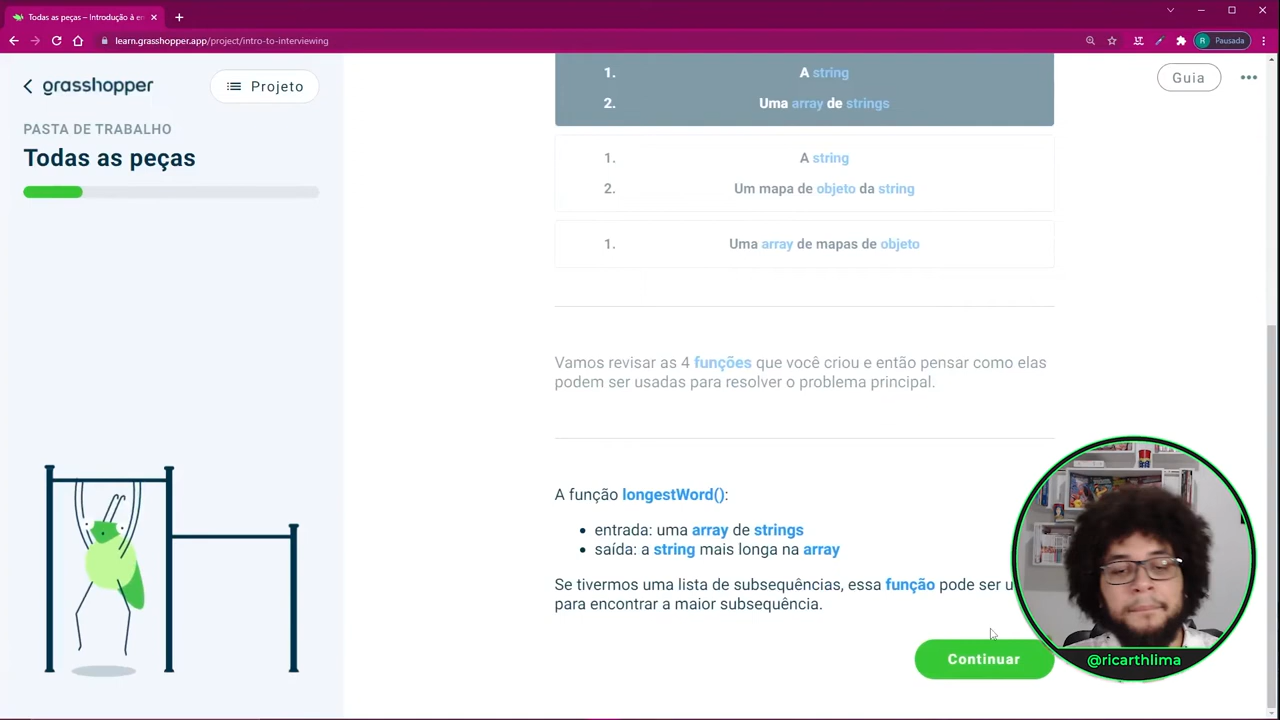 Todas as peças – Introdução à en
learn.grasshopper.app/project/intro-to-interviewing
R Pausada
grasshopper
Projeto
Guia
PASTA DE TRABALHO
Todas as peças
1. A string
2. Uma array de strings
1. A string
2. Um mapa de objeto da string
1. Uma array de mapas de objeto
Vamos revisar as 4 funções que você criou e então pensar como elas
podem ser usadas para resolver o problema principal.
A função longestWord():
• entrada: uma array de strings
• saída: a string mais longa na array
Se tivermos uma lista de subsequências, essa função pode ser u
para encontrar a maior subsequência.
Continuar
@ricarthlima